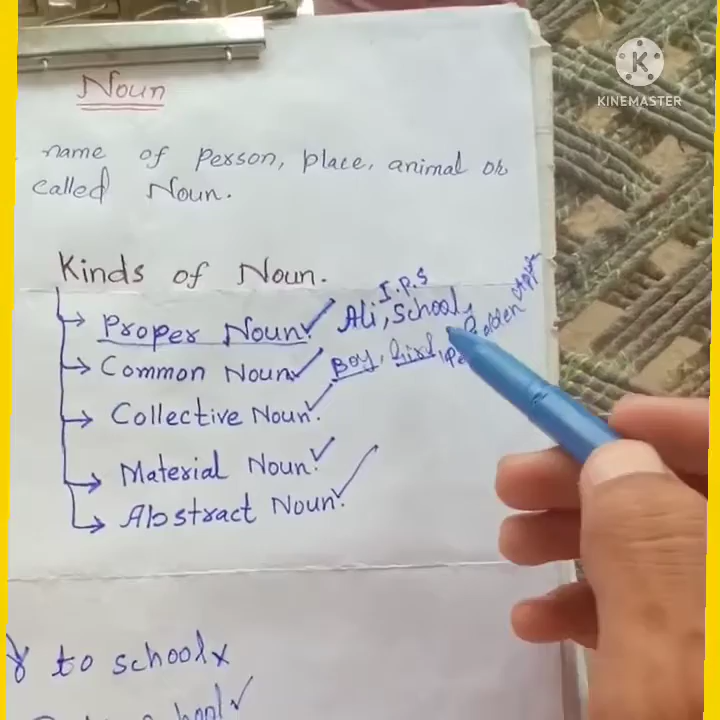 KINEMASTER
Noun
name of person, place, animal or
called Noun.
Kinds of Noun.
I.P.S
Proper Noun. Ali, School, Golden
Common Noun Boy, Girl,
Collective Noun.
Material Noun.
Abstract Noun.
to school x